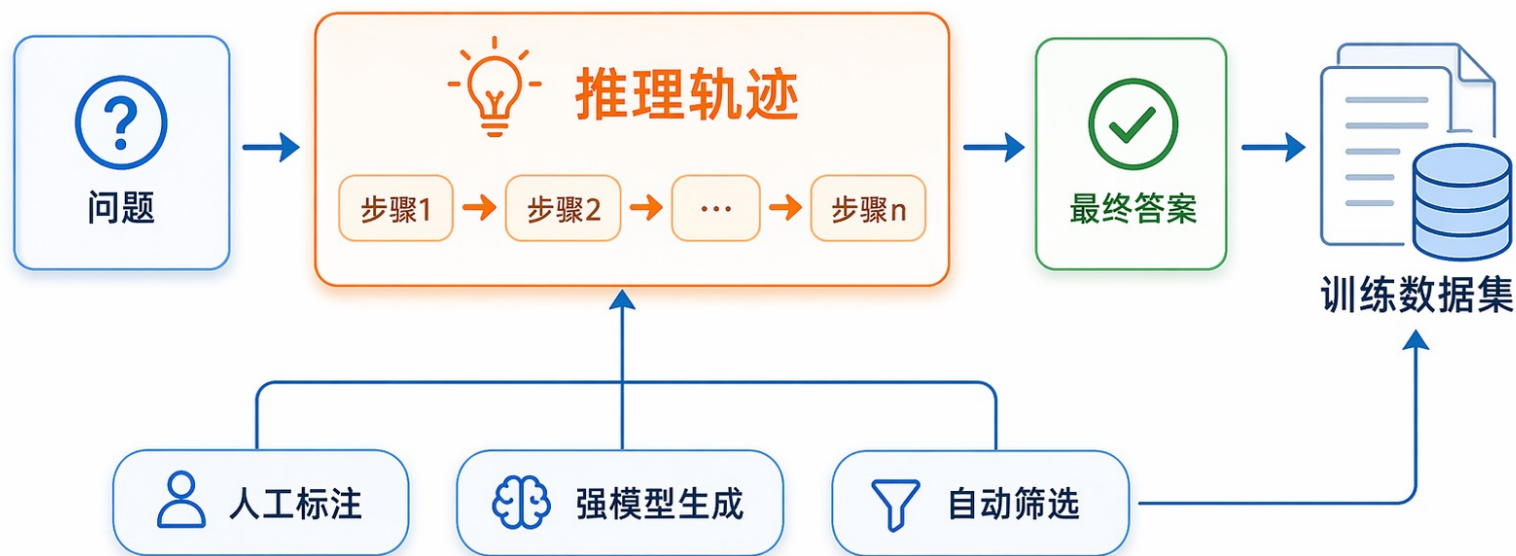 问题
推理轨迹
步骤1
步骤2
...
步骤n
最终答案
训练数据集
人工标注
强模型生成
自动筛选